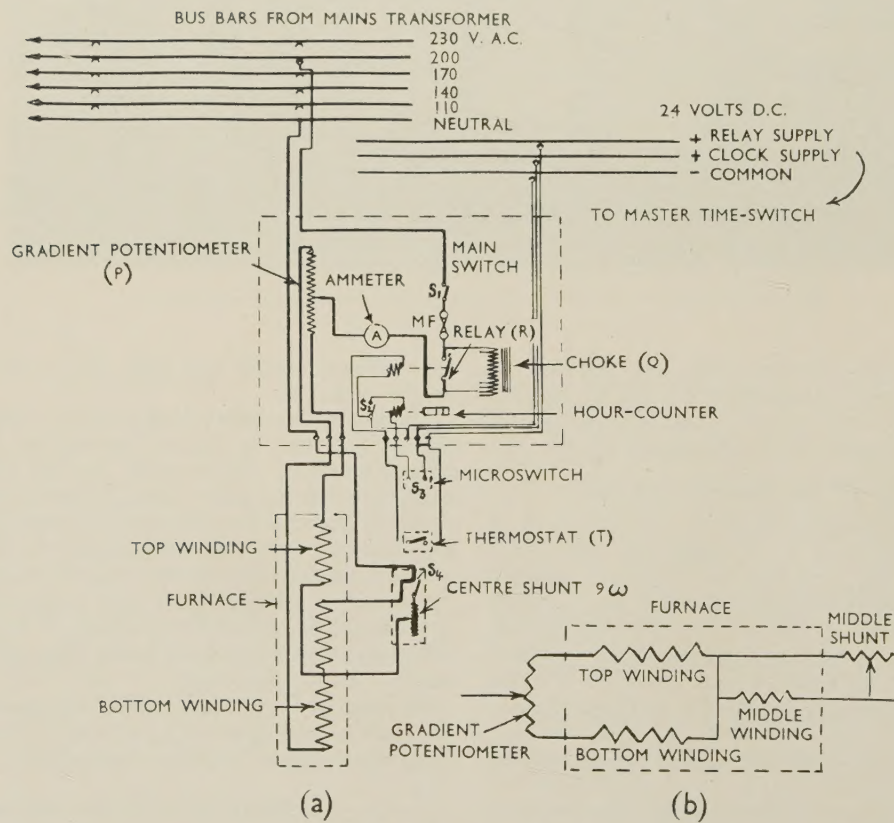 BUS BARS FROM MAINS TRANSFORMER
230 V. A.C.
200
170
140
110
NEUTRAL
24 VOLTS D.C.
+ RELAY SUPPLY
+ CLOCK SUPPLY
- COMMON
TO MASTER TIME-SWITCH
GRADIENT POTENTIOMETER
(P)
AMMETER
A
MAIN
SWITCH
S1
MF
RELAY (R)
CHOKE (Q)
S2
HOUR-COUNTER
S3
MICROSWITCH
THERMOSTAT (T)
TOP WINDING
S4
CENTRE SHUNT 9ω
FURNACE
BOTTOM WINDING
FURNACE
MIDDLE
SHUNT
TOP WINDING
MIDDLE
WINDING
GRADIENT
POTENTIOMETER
BOTTOM WINDING
(a)
(b)